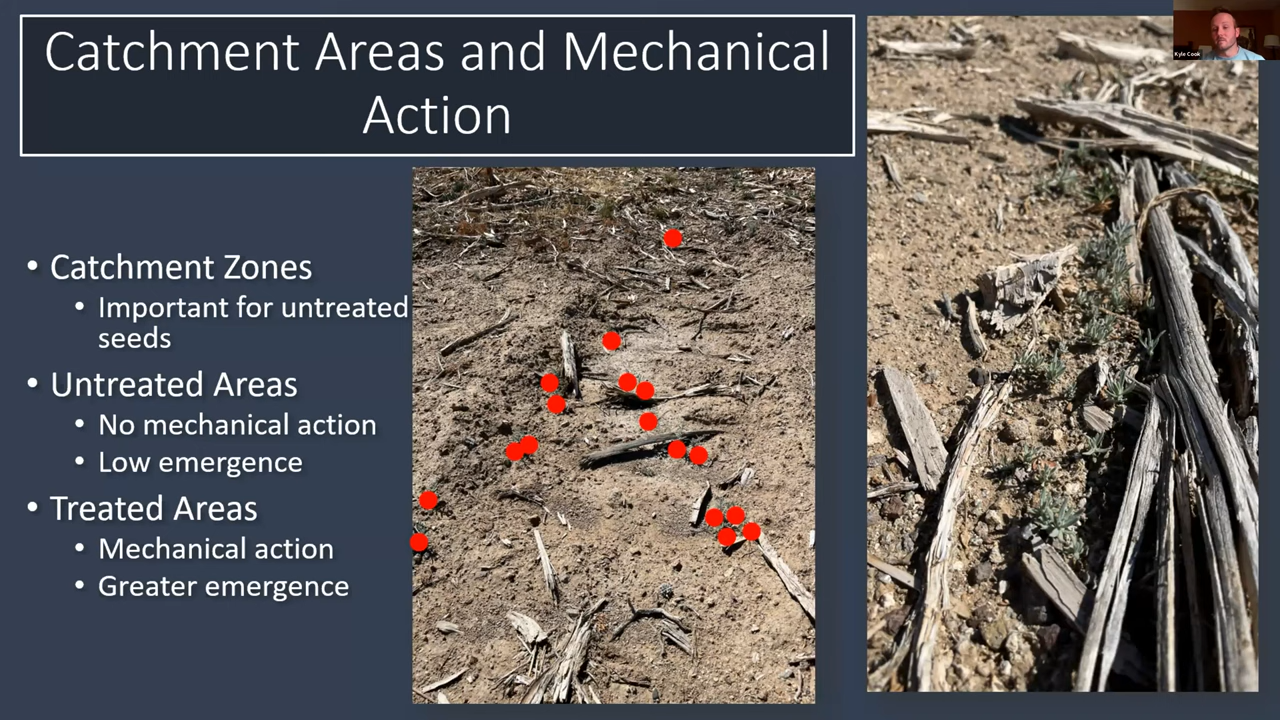 Catchment Areas and Mechanical
Action
• Catchment Zones
• Important for untreated
seeds
• Untreated Areas
• No mechanical action
• Low emergence
• Treated Areas
• Mechanical action
• Greater emergence
Kyle Cook